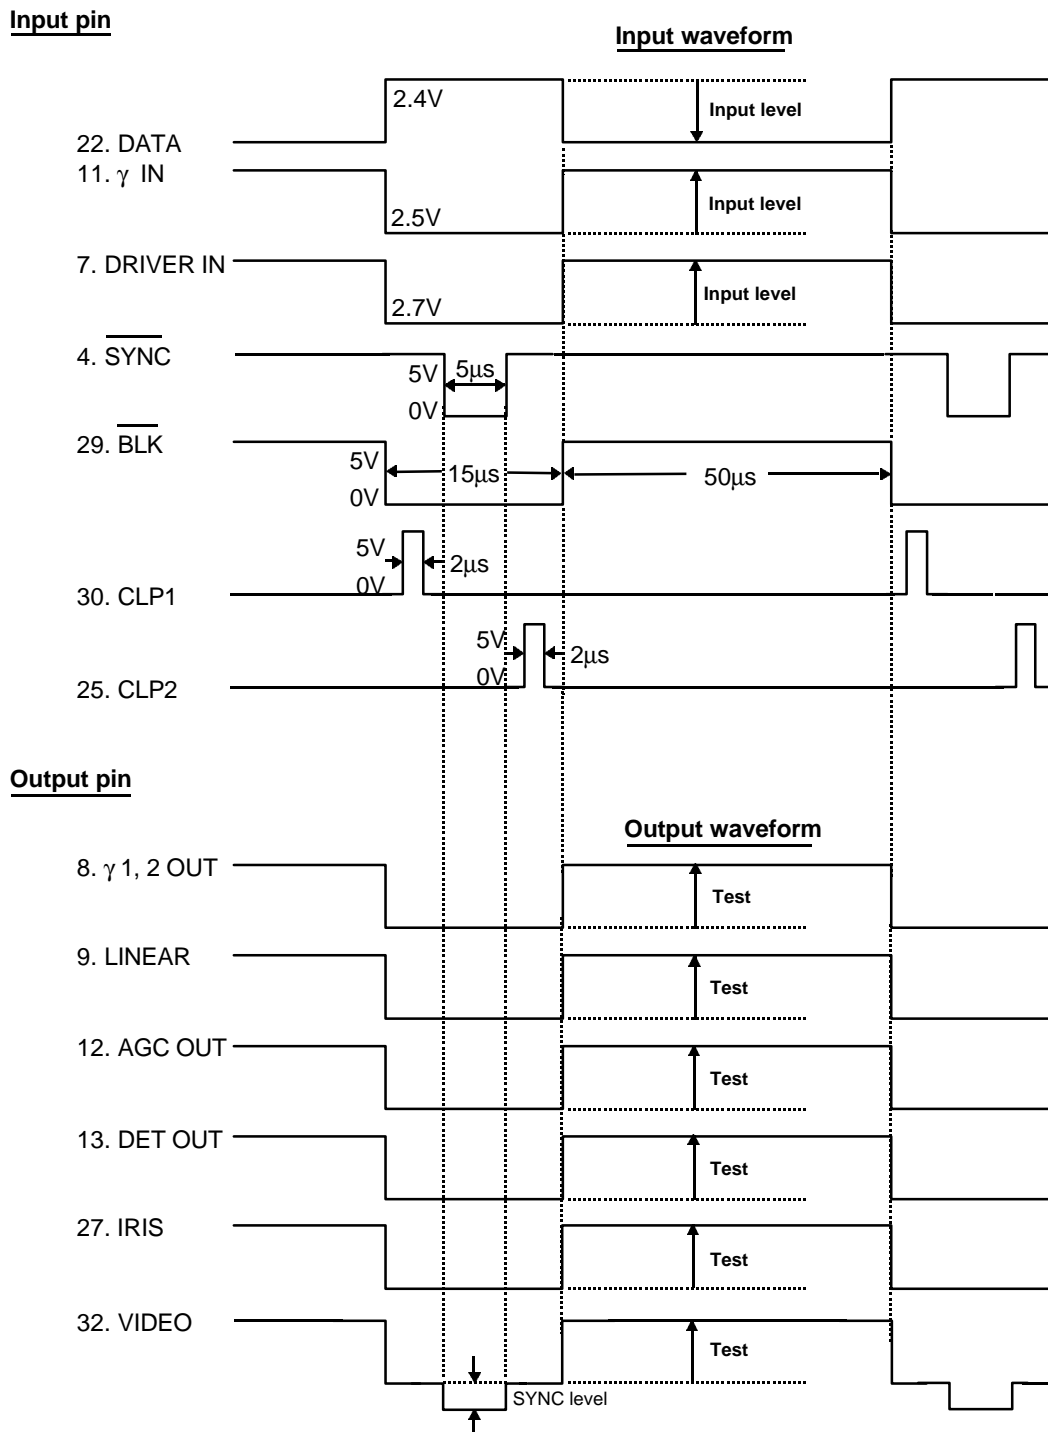 Input pin
Input waveform
2.4V
Input level
22. DATA
11. γ IN
2.5V
Input level
7. DRIVER IN
2.7V
Input level
4. S̅Y̅N̅C̅
5V
5μs
0V
29. B̅L̅K̅
5V
15μs
50μs
0V
5V
2μs
0V
30. CLP1
5V
2μs
0V
25. CLP2
Output pin
Output waveform
8. γ 1, 2 OUT
Test
9. LINEAR
Test
12. AGC OUT
Test
13. DET OUT
Test
27. IRIS
Test
32. VIDEO
Test
SYNC level